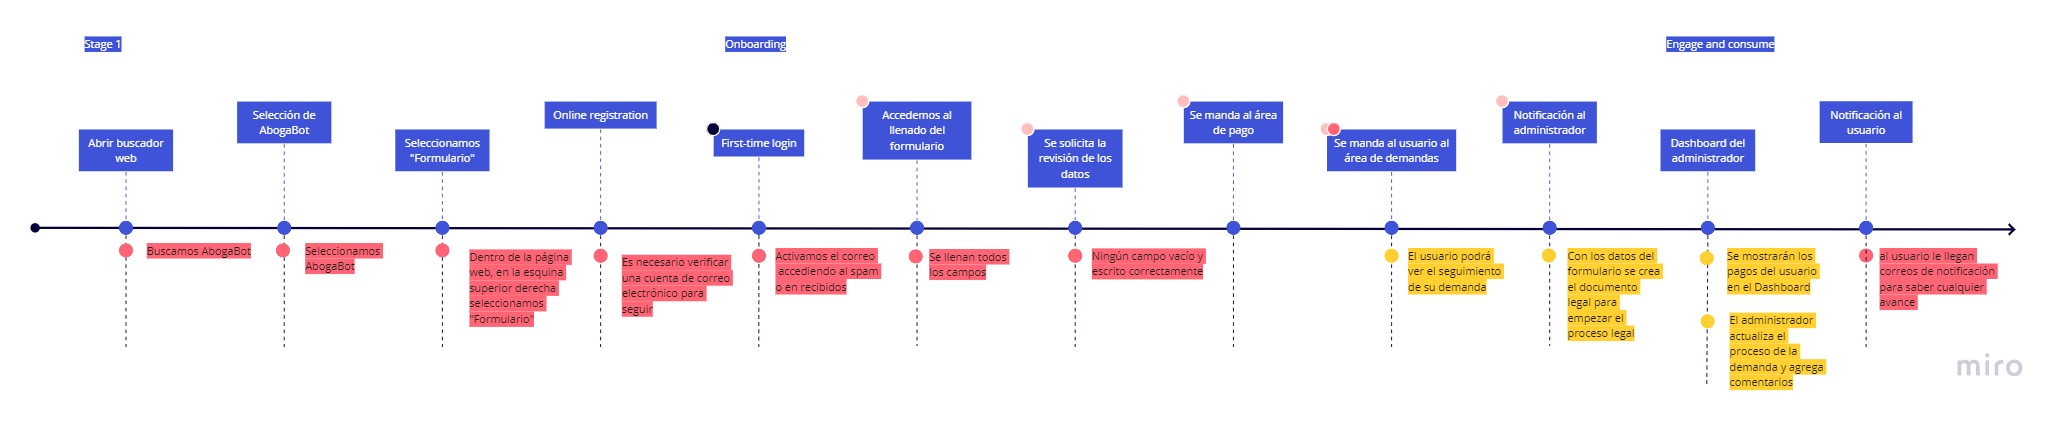 Stage 1
Onboarding
Engage and consume
Abrir buscador
web
Selección de
AbogaBot
Seleccionamos
"Formulario"
Online registration
First-time login
Accedemos al
llenado del
formulario
Se solicita la
revisión de los
datos
Se manda al área
de pago
Se manda al usuario al
área de demandas
Notificación al
administrador
Dashboard del
administrador
Notificación al
usuario
Buscamos AbogaBot
Seleccionamos
AbogaBot
Dentro de la página
web, en la esquina
superior derecha
seleccionamos
"Formulario"
Es necesario verificar
una cuenta de correo
electrónico para
seguir
Activamos el correo
accediendo al spam
o en recibidos
Se llenan todos
los campos
Ningún campo vacío y
escrito correctamente
El usuario podrá
ver el seguimiento
de su demanda
Con los datos del
formulario se crea
el documento
legal para
empezar el
proceso legal
Se mostrarán los
pagos del usuario
en el Dashboard
El administrador
actualiza el
proceso de la
demanda y agrega
comentarios
al usuario le llegan
correos de notificación
para saber cualquier
avance
miro